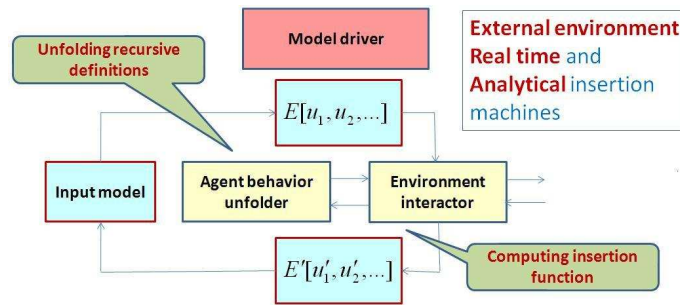 Unfolding recursive
definitions
Model driver
External environment
Real time and
Analytical insertion
machines
E[u₁, u₂,...]
Input model
Agent behavior
unfolder
Environment
interactor
E′[u′₁, u′₂,...]
Computing insertion
function